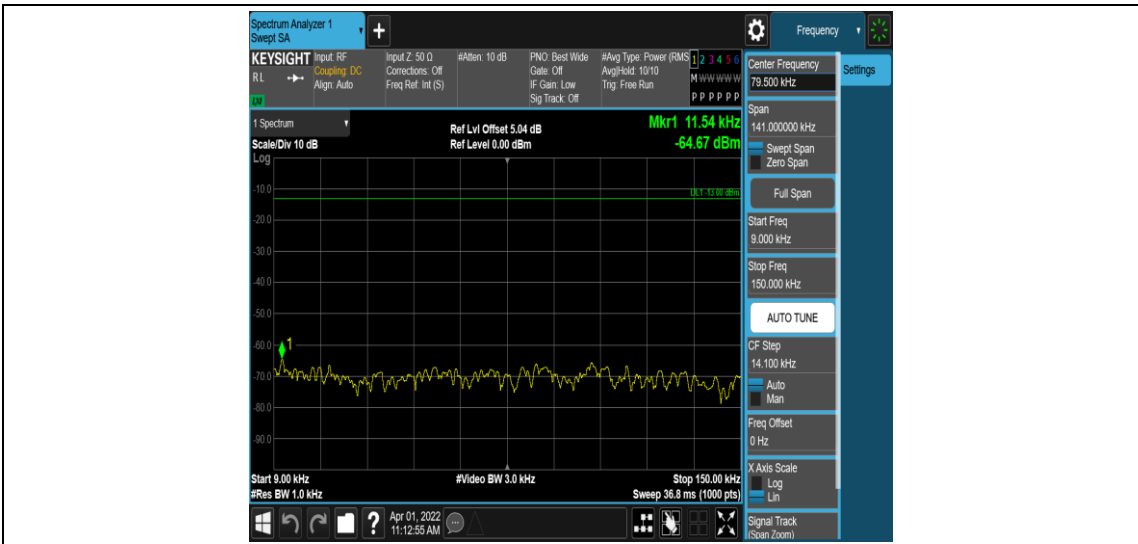 Spectrum Analyzer 1
Swept SA
+
Frequency
KEYSIGHT
RL
LXI
Input: RF
Coupling: DC
Align: Auto
Input Z: 50 Ω
Corrections: Off
Freq Ref: Int (S)
#Atten: 10 dB
PNO: Best Wide
Gate: Off
IF Gain: Low
Sig Track: Off
#Avg Type: Power (RMS
Avg|Hold: 10/10
Trig: Free Run
1 2 3 4 5 6
M W W W W W
P P P P P P
1 Spectrum
Scale/Div 10 dB
Log
Ref Lvl Offset 5.04 dB
Ref Level 0.00 dBm
Mkr1 11.54 kHz
-64.67 dBm
DL1 -13.00 dBm
-10.0
-20.0
-30.0
-40.0
-50.0
-60.0
1
-70.0
-80.0
-90.0
Start 9.00 kHz
#Res BW 1.0 kHz
#Video BW 3.0 kHz
Stop 150.00 kHz
Sweep 36.8 ms (1000 pts)
Center Frequency
79.500 kHz
Settings
Span
141.000000 kHz
Swept Span
Zero Span
Full Span
Start Freq
9.000 kHz
Stop Freq
150.000 kHz
AUTO TUNE
CF Step
14.100 kHz
Auto
Man
Freq Offset
0 Hz
X Axis Scale
Log
Lin
Signal Track
(Span Zoom)
?
Apr 01, 2022
11:12:55 AM